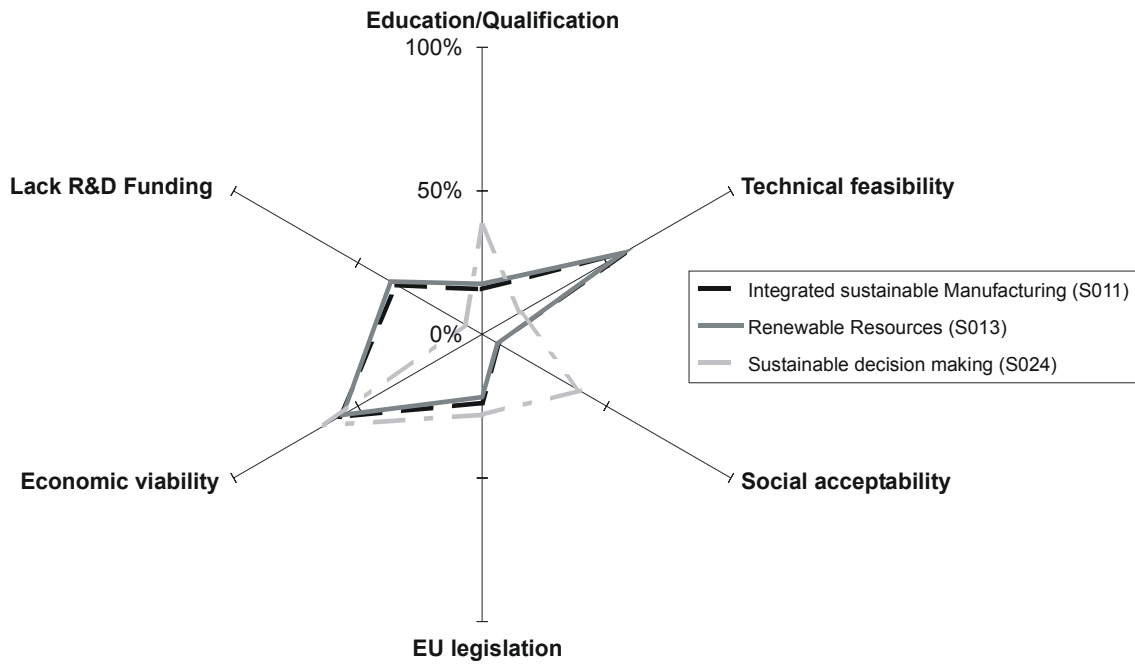 Education/Qualification
100%
Lack R&D Funding
50%
Technical feasibility
Integrated sustainable Manufacturing (S011)
Renewable Resources (S013)
0%
Sustainable decision making (S024)
Economic viability
Social acceptability
EU legislation